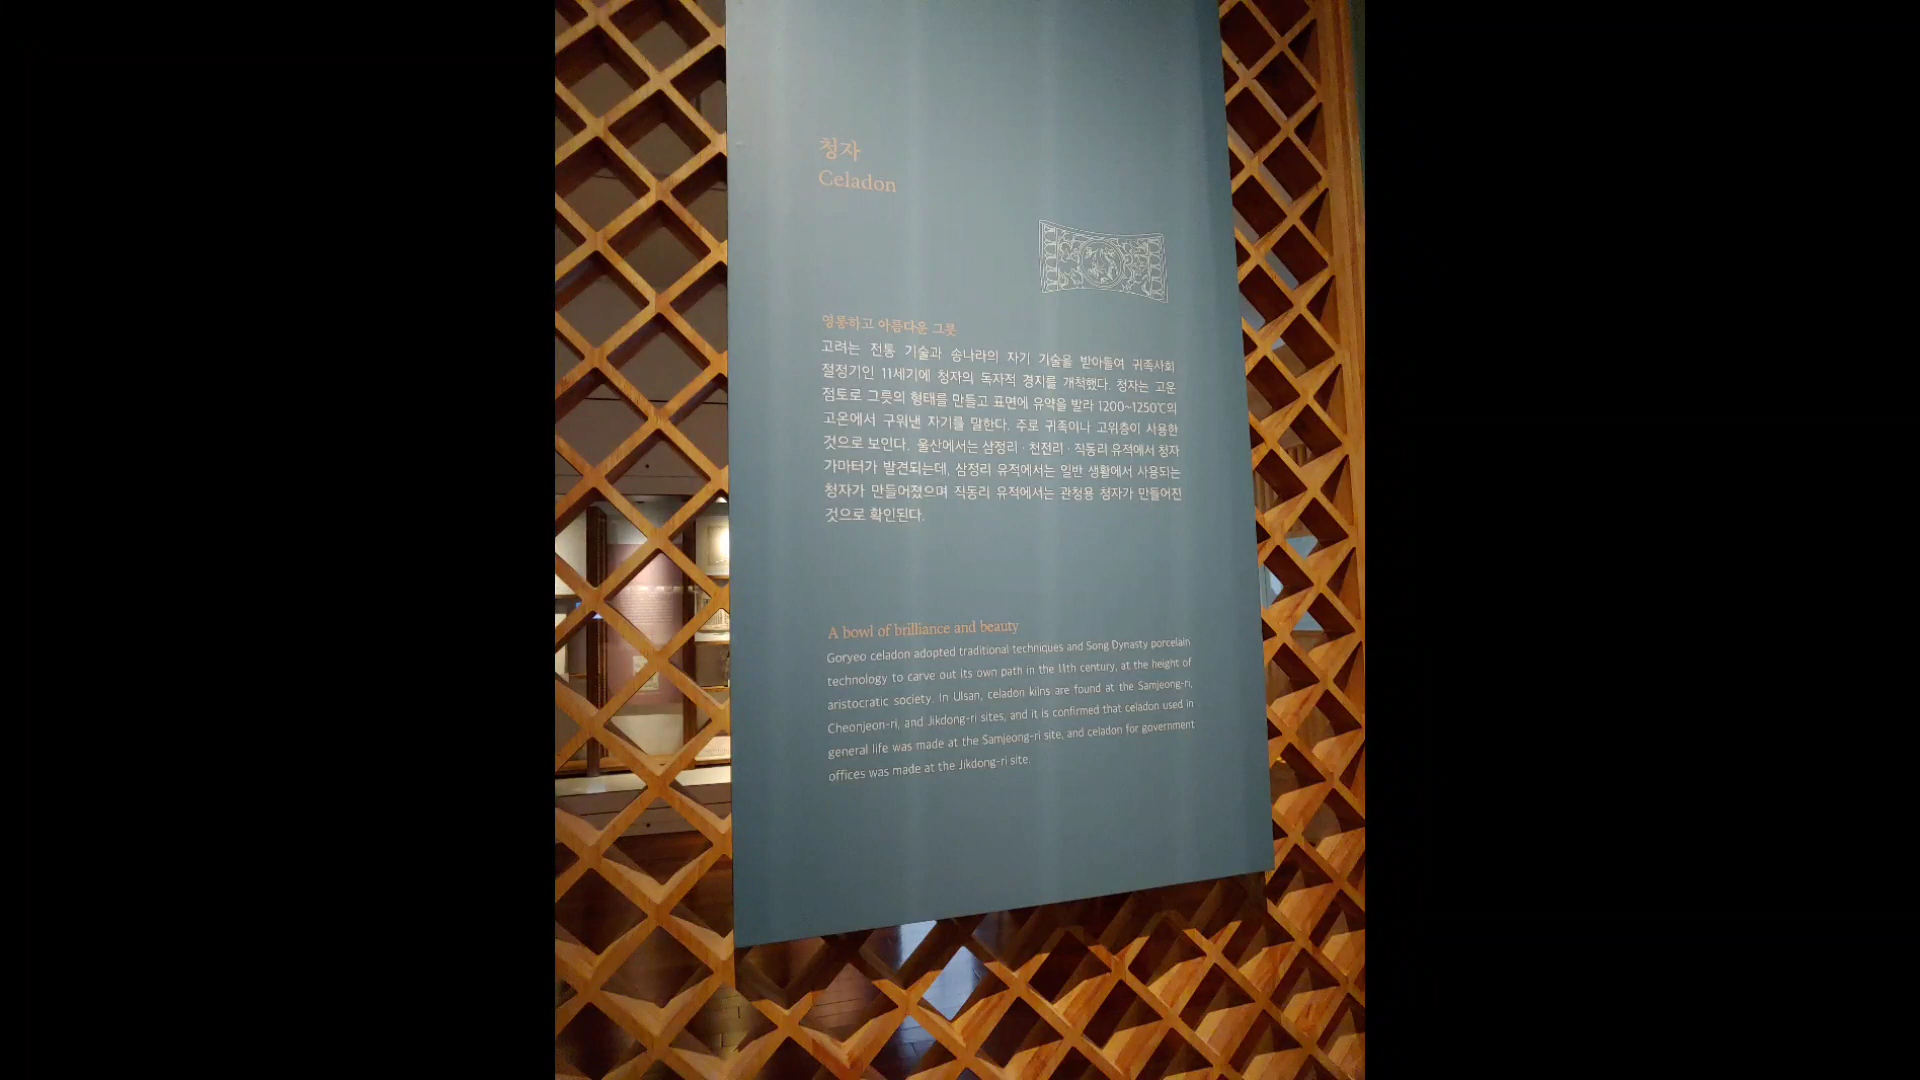 청자
Celadon
영롱하고 아름다운 그릇
고려는 전통 기술과 송나라의 자기 기술을 받아들여 귀족사회
절정기인 11세기에 청자의 독자적 경지를 개척했다. 청자는 고운
점토로 그릇의 형태를 만들고 표면에 유약을 발라 1200~1250℃의
고온에서 구워낸 자기를 말한다. 주로 귀족이나 고위층이 사용한
것으로 보인다. 울산에서는 삼정리 · 천전리 · 직동리 유적에서 청자
가마터가 발견되는데, 삼정리 유적에서는 일반 생활에서 사용되는
청자가 만들어졌으며 직동리 유적에서는 관청용 청자가 만들어진
것으로 확인된다.
A bowl of brilliance and beauty
Goryeo celadon adopted traditional techniques and Song Dynasty porcelain
technology to carve out its own path in the 11th century, at the height of
aristocratic society. In Ulsan, celadon kilns are found at the Samjeong-ri,
Cheonjeon-ri, and Jikdong-ri sites, and it is confirmed that celadon used in
general life was made at the Samjeong-ri site, and celadon for government
offices was made at the Jikdong-ri site.